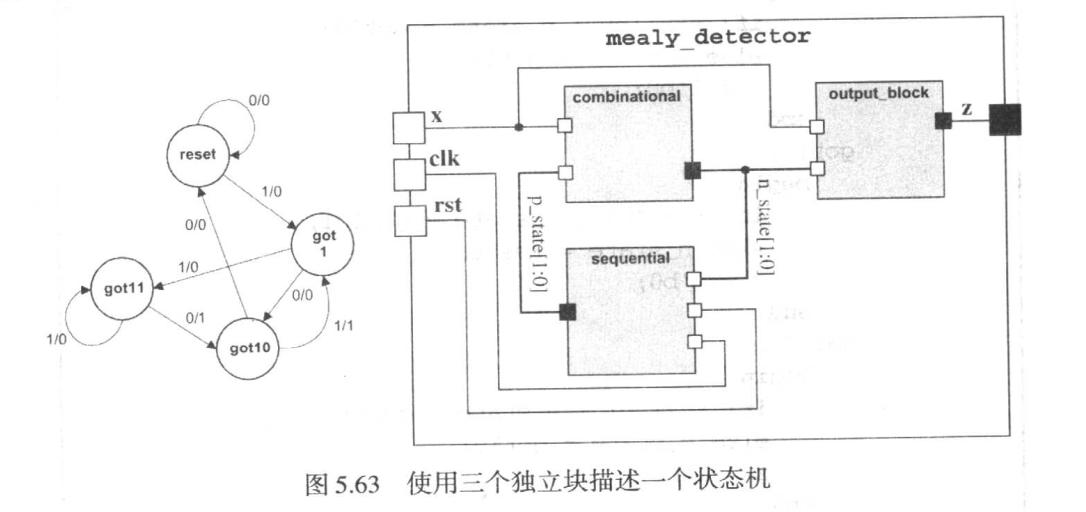 mealy_detector
combinational
output_block
x
z
clk
rst
p_state[1:0]
n_state[1:0]
sequential
0/0
reset
1/0
0/0
got
1
1/0
got11
0/0
0/1
1/0
got10
1/1
图 5.63 使用三个独立块描述一个状态机